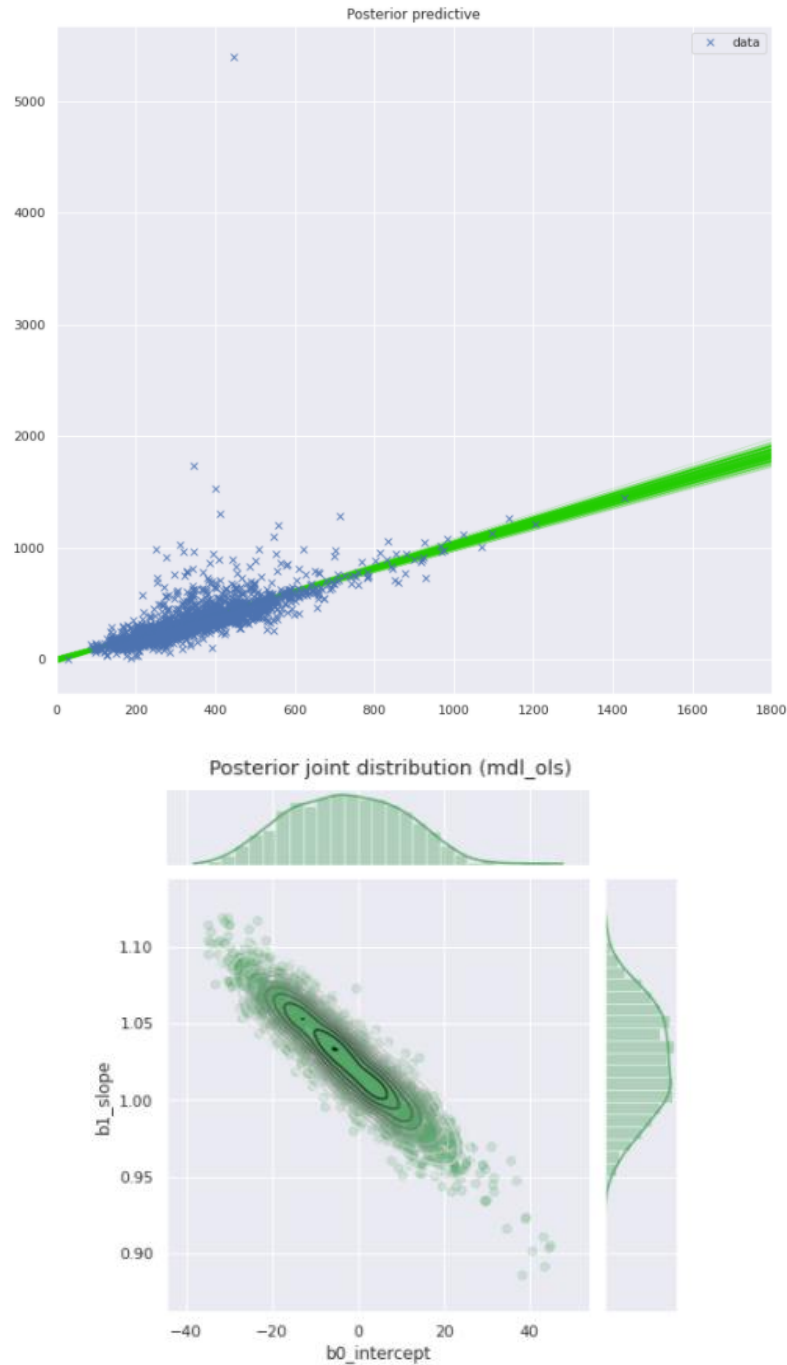 Posterior predictive
data
5000
4000
3000
2000
1000
0
0 200 400 600 800 1000 1200 1400 1600 1800
Posterior joint distribution (mdl_ols)
1.10
1.05
1.00
0.95
0.90
b1_slope
−40 −20 0 20 40
b0_intercept